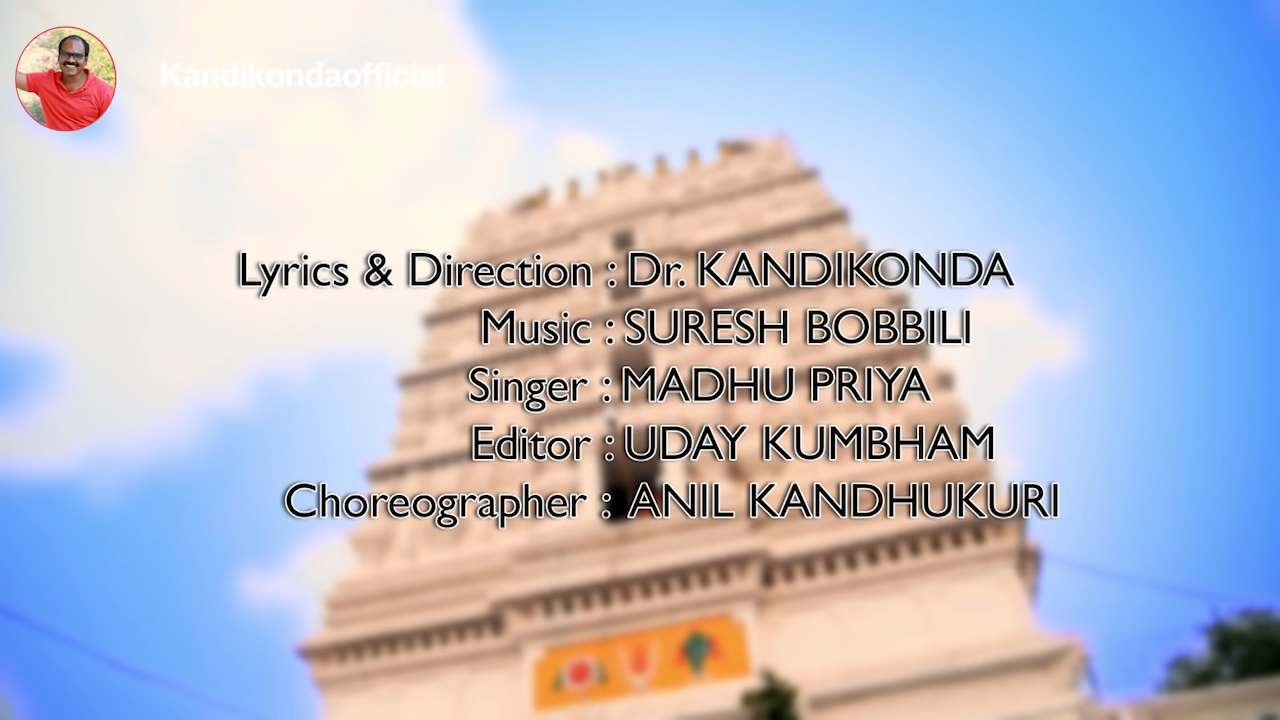 Kandikondaofficial
Lyrics & Direction : Dr. KANDIKONDA
Music : SURESH BOBBILI
Singer : MADHU PRIYA
Editor : UDAY KUMBHAM
Choreographer : ANIL KANDHUKURI